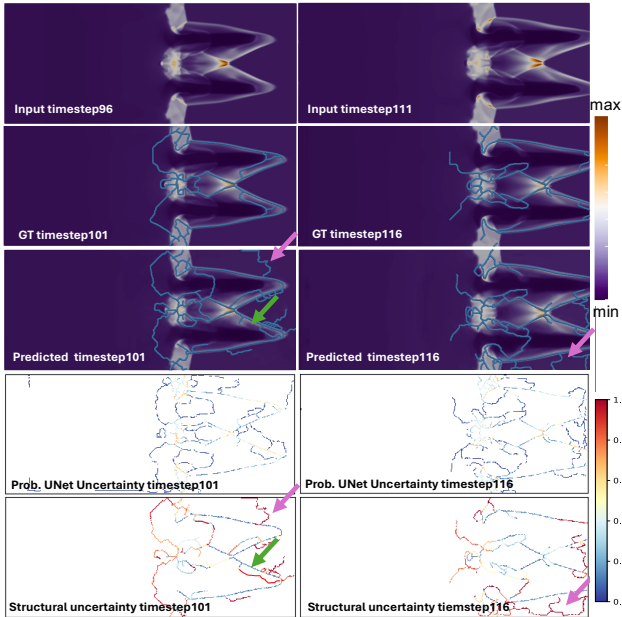 Input timestep96
Input timestep111
max
GT timestep101
GT timestep116
min
Predicted timestep101
Predicted timestep116
Prob. UNet Uncertainty timestep101
Prob. UNet Uncertainty timestep116
Structural uncertainty timestep101
Structural uncertainty tiemstep116